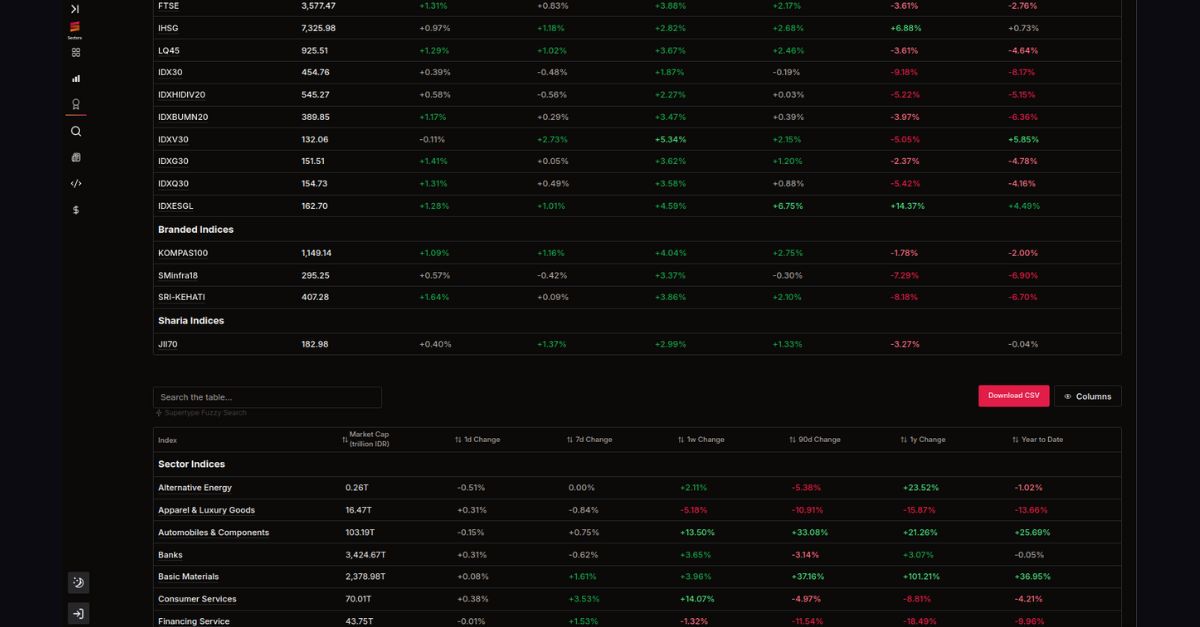 Sectors
FTSE 3,577.47 +1.31% +0.83% +3.88% +2.17% -3.61% -2.76%
IHSG 7,325.98 +0.97% +1.18% +2.82% +2.68% +6.88% +0.73%
LQ45 925.51 +1.29% +1.02% +3.67% +2.46% -3.61% -4.64%
IDX30 454.76 +0.39% -0.48% +1.87% -0.19% -9.18% -8.17%
IDXHIDIV20 545.27 +0.58% -0.56% +2.27% +0.03% -5.22% -5.15%
IDXBUMN20 389.85 +1.17% +0.29% +3.47% +0.39% -3.97% -6.36%
IDXV30 132.06 -0.11% +2.73% +5.34% +2.15% -5.05% +5.85%
IDXG30 151.51 +1.41% +0.05% +3.62% +1.20% -2.37% -4.78%
IDXQ30 154.73 +1.31% +0.49% +3.58% +0.88% -5.42% -4.16%
IDXESGL 162.70 +1.28% +1.01% +4.59% +6.75% +14.37% +4.49%
Branded Indices
KOMPAS100 1,149.14 +1.09% +1.16% +4.04% +2.75% -1.78% -2.00%
SMinfra18 295.25 +0.57% -0.42% +3.37% -0.30% -7.29% -6.90%
SRI-KEHATI 407.28 +1.64% +0.09% +3.86% +2.10% -8.18% -6.70%
Sharia Indices
JII70 182.98 +0.40% +1.37% +2.99% +1.33% -3.27% -0.04%
Search the table... Download CSV Columns
Supertype Fuzzy Search
Index Market Cap (trillion IDR) 1d Change 7d Change 1w Change 90d Change 1y Change Year to Date
Sector Indices
Alternative Energy 0.26T -0.51% 0.00% +2.11% -5.38% +23.52% -1.02%
Apparel & Luxury Goods 16.47T +0.31% -0.84% -5.18% -10.91% -15.87% -13.66%
Automobiles & Components 103.19T -0.15% +0.75% +13.50% +33.08% +21.26% +25.69%
Banks 3,424.67T +0.31% -0.62% +3.65% -3.14% +3.07% -0.05%
Basic Materials 2,378.98T +0.08% +1.61% +3.96% +37.16% +101.21% +36.95%
Consumer Services 70.01T +0.38% +3.53% +14.07% -4.97% -8.81% -4.21%
Financing Service 43.75T -0.01% +1.53% -1.32% -11.54% -18.49% -9.96%